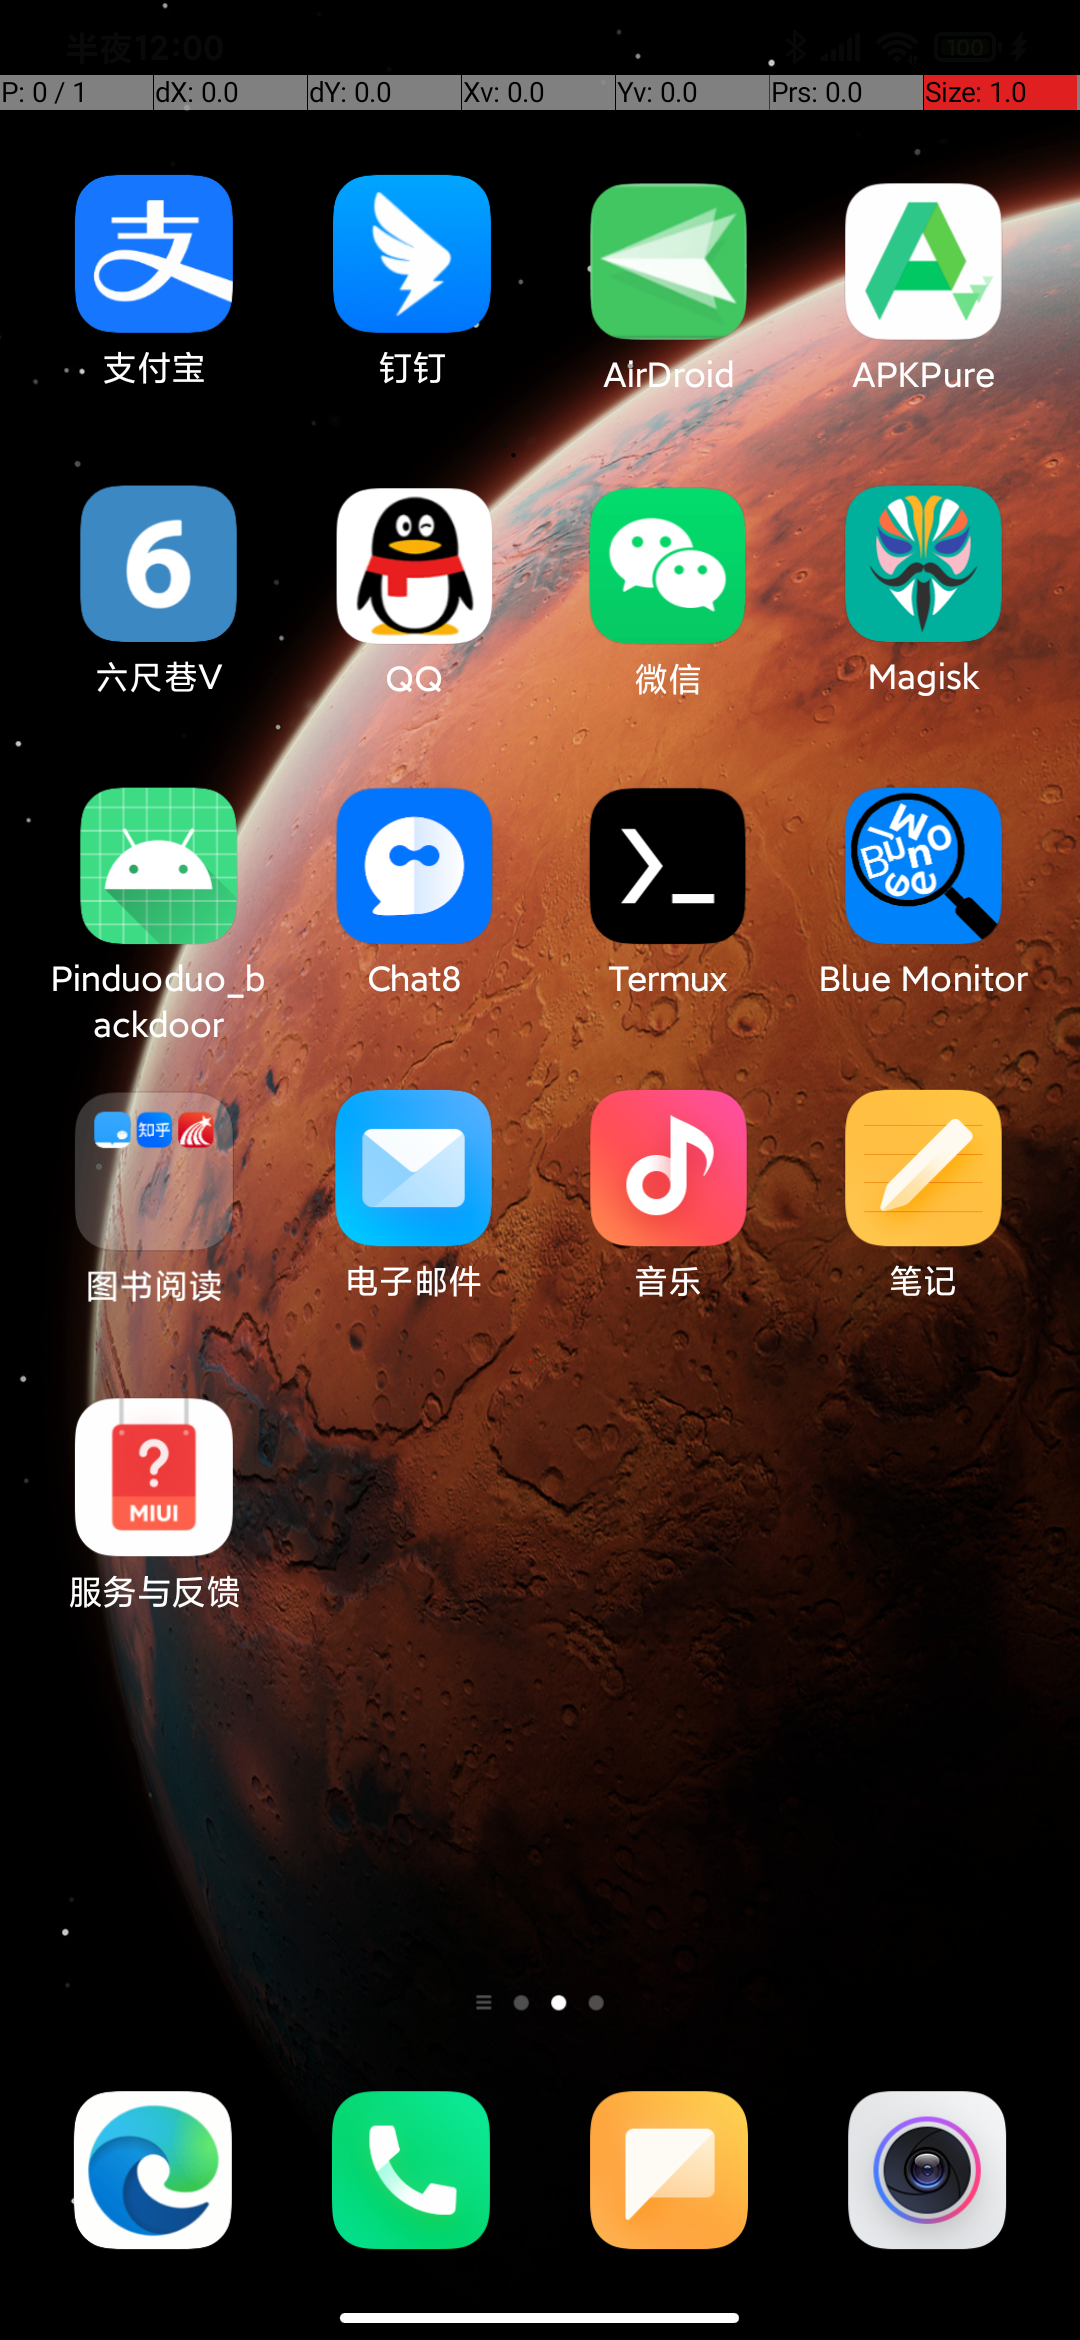 半夜12:00
100
P: 0 / 1
dX: 0.0
dY: 0.0
Xv: 0.0
Yv: 0.0
Prs: 0.0
Size: 1.0
支
支付宝
钉钉
AirDroid
APKPure
6
六尺巷V
QQ
微信
Magisk
Pinduoduo_b
ackdoor
Chat8
Termux
Blue Monitor
知乎
图书阅读
电子邮件
音乐
笔记
?
MIUI
服务与反馈